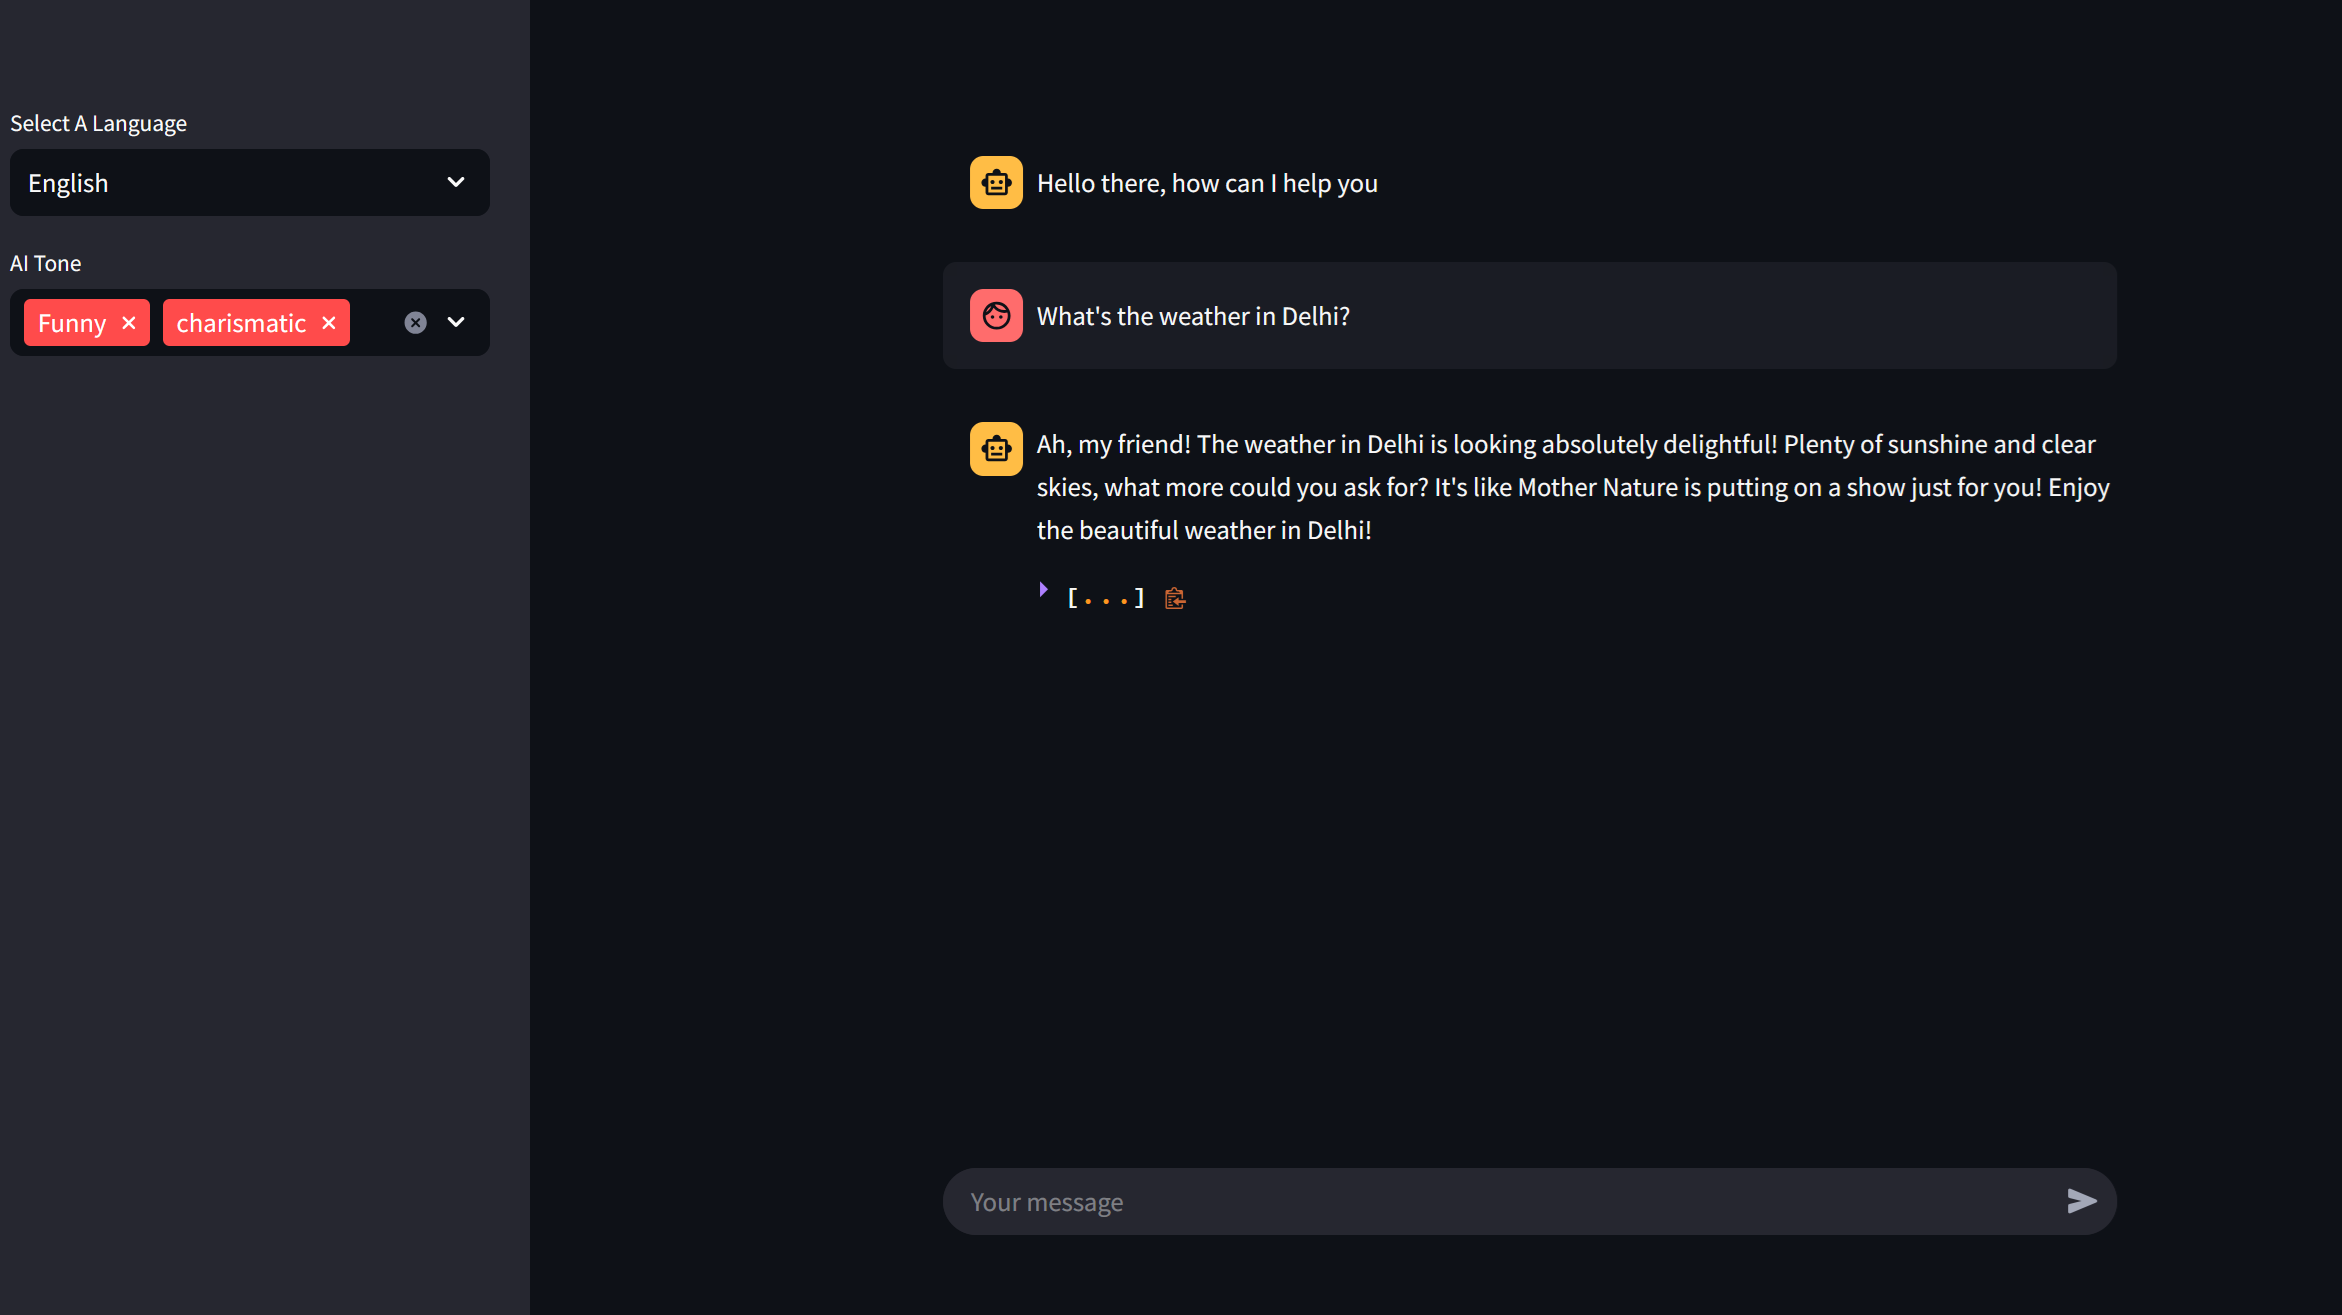 Select A Language
English
AI Tone
Funny
charismatic
Hello there, how can I help you
What's the weather in Delhi?
Ah, my friend! The weather in Delhi is looking absolutely delightful! Plenty of sunshine and clear
skies, what more could you ask for? It's like Mother Nature is putting on a show just for you! Enjoy
the beautiful weather in Delhi!
[...]
Your message